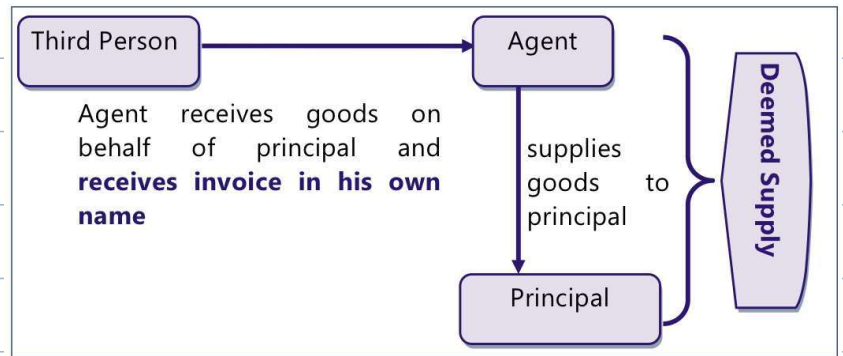 Third Person
Agent
Agent receives goods on
behalf of principal and
receives invoice in his own
name
supplies
goods to
principal
Principal
Deemed Supply